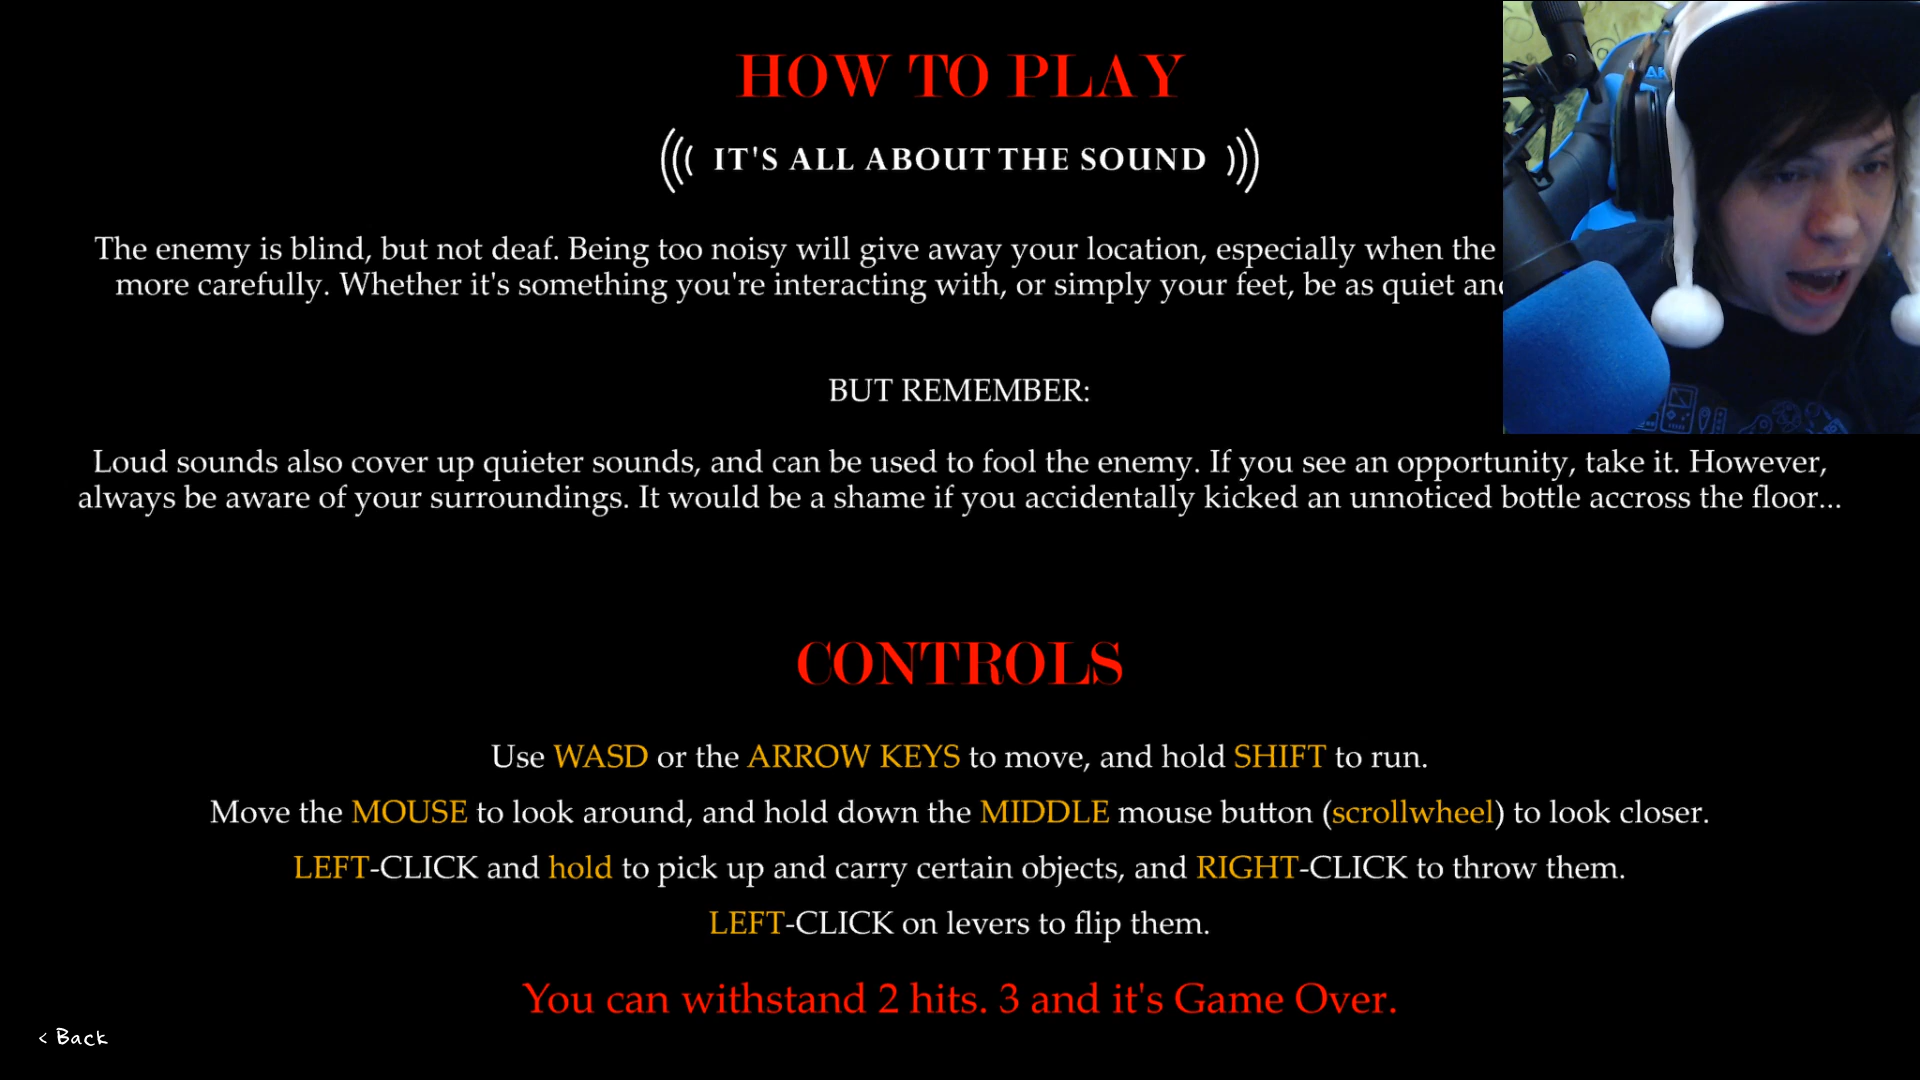 HOW TO PLAY
IT'S ALL ABOUT THE SOUND
The enemy is blind, but not deaf. Being too noisy will give away your location, especially when the
more carefully. Whether it's something you're interacting with, or simply your feet, be as quiet
BUT REMEMBER:
Loud sounds also cover up quieter sounds, and can be used to fool the enemy. If you see an opportunity, take it. However,
always be aware of your surroundings. It would be a shame if you accidentally kicked an unnoticed bottle accross the floor...
CONTROLS
Use WASD or the ARROW KEYS to move, and hold SHIFT to run.
Move the MOUSE to look around, and hold down the MIDDLE mouse button (scrollwheel) to look closer.
LEFT-CLICK and hold to pick up and carry certain objects, and RIGHT-CLICK to throw them.
LEFT-CLICK on levers to flip them.
You can withstand 2 hits. 3 and it's Game Over.
< Back